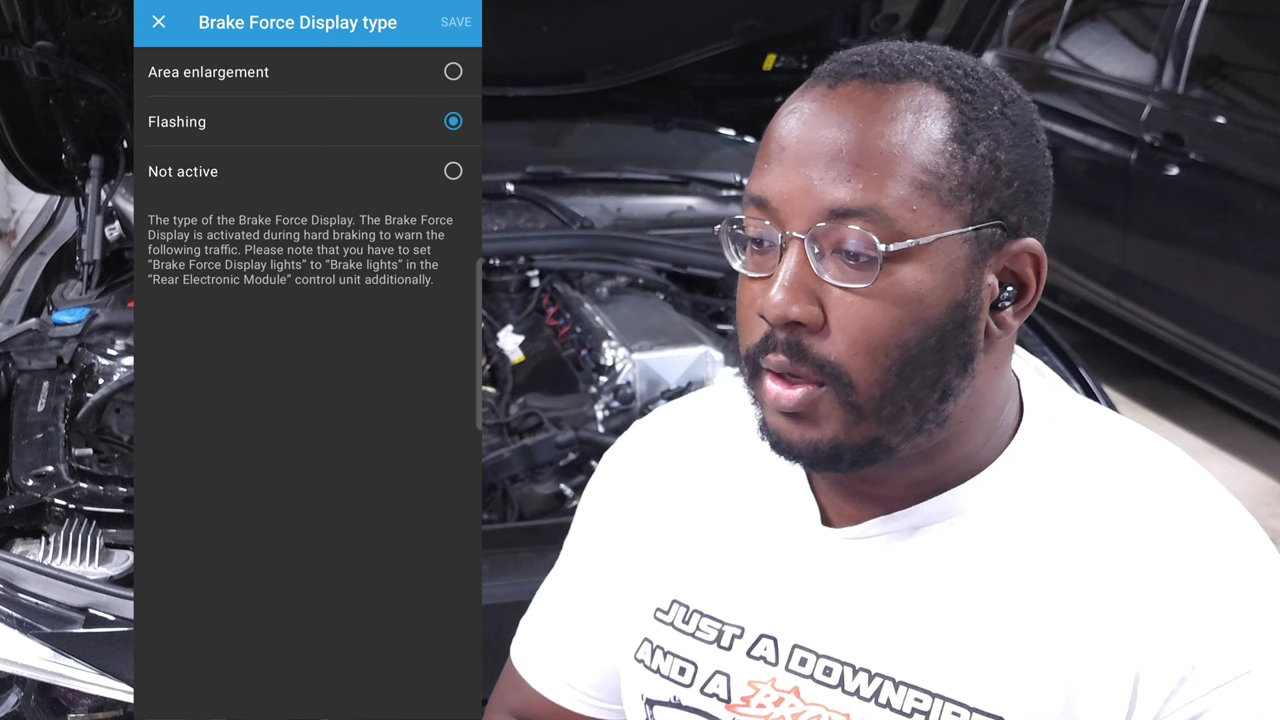 Brake Force Display type
SAVE
Area enlargement
Flashing
Not active
The type of the Brake Force Display. The Brake Force
Display is activated during hard braking to warn the
following traffic. Please note that you have to set
“Brake Force Display lights” to “Brake lights” in the
“Rear Electronic Module” control unit additionally.
JUST A DOWNPIPE
AND A